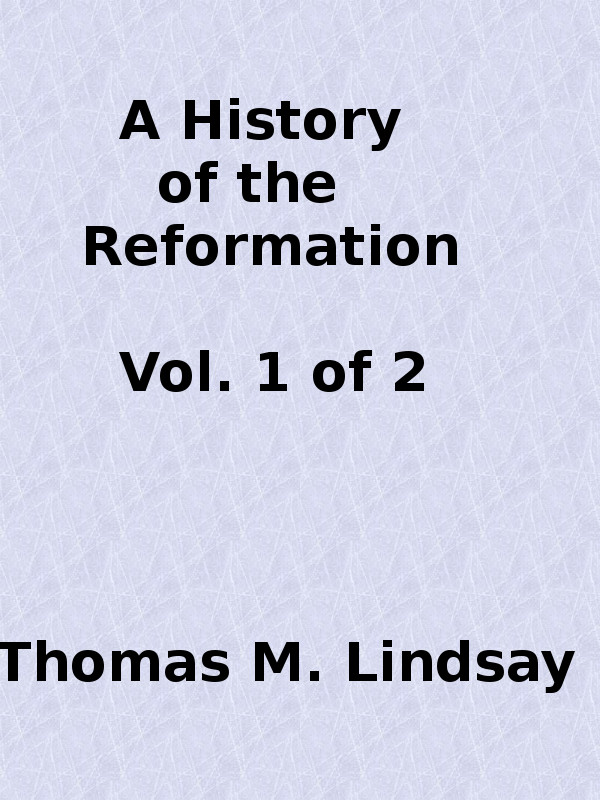 A History
of the
Reformation
Vol. 1 of 2
Thomas M. Lindsay